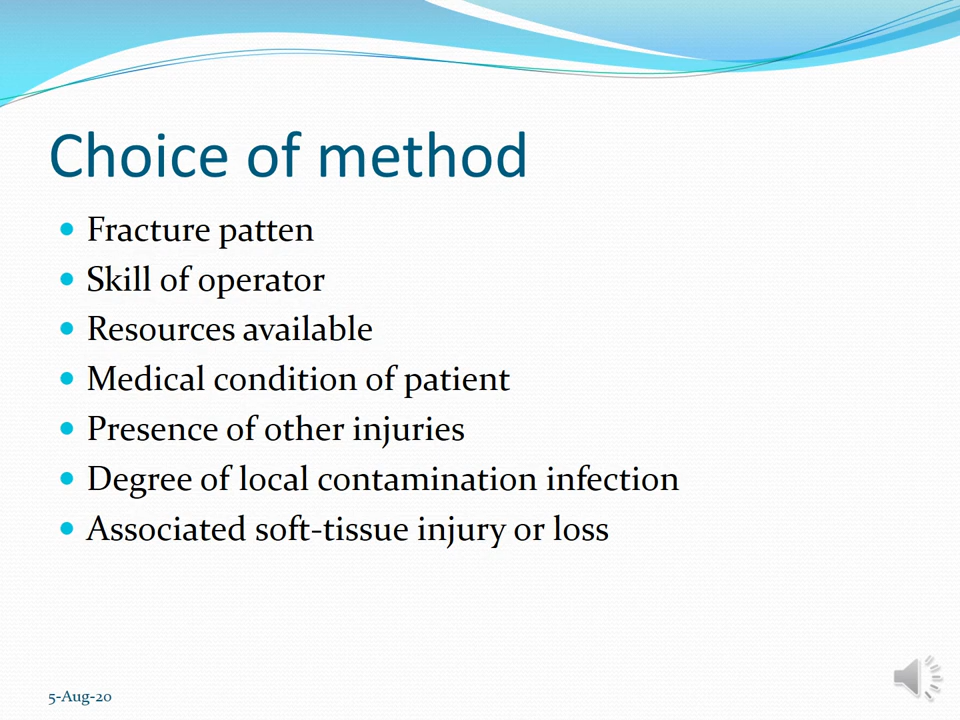 Choice of method
Fracture patten
Skill of operator
Resources available
Medical condition of patient
Presence of other injuries
Degree of local contamination infection
Associated soft-tissue injury or loss
5-Aug-20